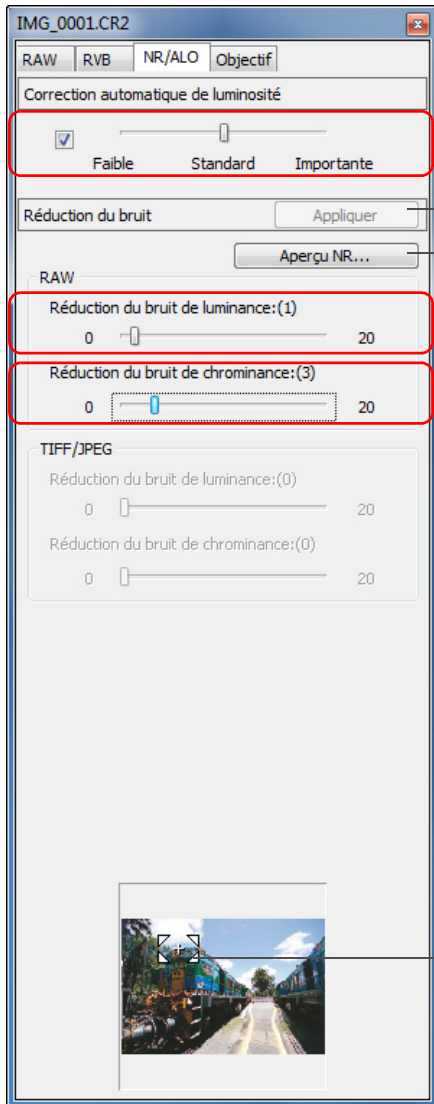 IMG_0001.CR2
RAW RVB NR/ALO Objectif
Correction automatique de luminosité
Faible Standard Importante
Réduction du bruit Appliquer
Aperçu NR...
RAW
Réduction du bruit de luminance:(1)
0 20
Réduction du bruit de chrominance:(3)
0 20
TIFF/JPEG
Réduction du bruit de luminance:(0)
0 20
Réduction du bruit de chrominance:(0)
0 20